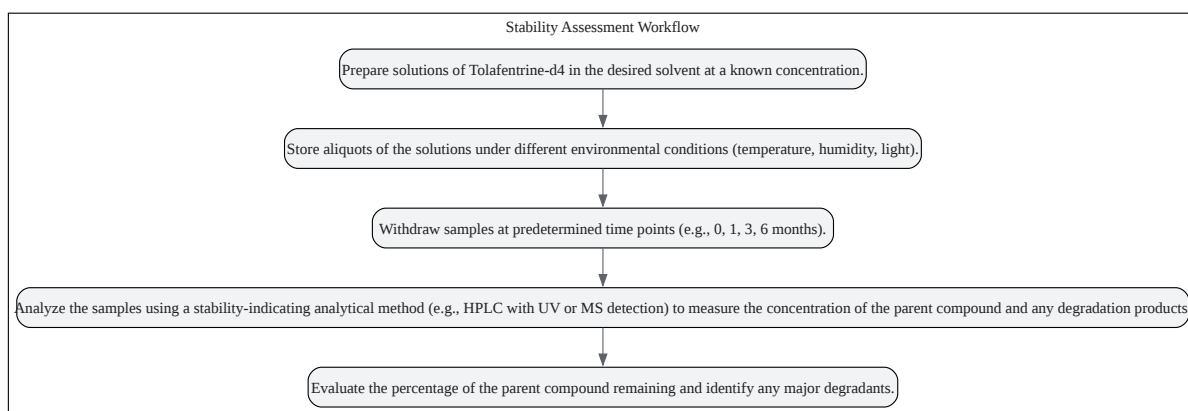 Stability Assessment Workflow
Prepare solutions of Tolafentrine-d4 in the desired solvent at a known concentration.
Store aliquots of the solutions under different environmental conditions (temperature, humidity, light).
Withdraw samples at predetermined time points (e.g., 0, 1, 3, 6 months).
Analyze the samples using a stability-indicating analytical method (e.g., HPLC with UV or MS detection) to measure the concentration of the parent compound and any degradation products
Evaluate the percentage of the parent compound remaining and identify any major degradants.